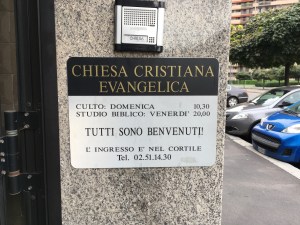 CHIESA CRISTIANA
EVANGELICA
CULTO: DOMENICA 10,30
STUDIO BIBLICO: VENERDI' 20,00
TUTTI SONO BENVENUTI!
L' INGRESSO E' NEL CORTILE
Tel. 02.51.14.30